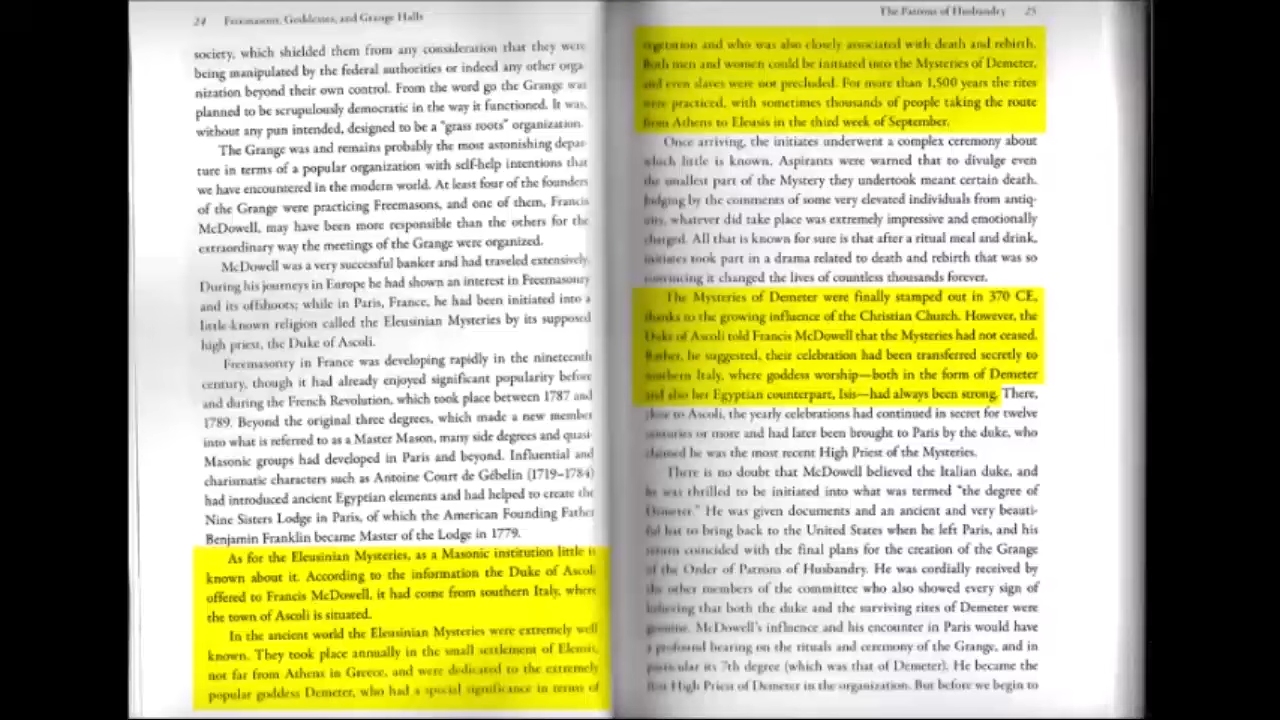 24 Freemasons, Goddesses, and Grange Halls
society, which shielded them from any consideration that they were
being manipulated by the federal authorities or indeed any other orga-
nization beyond their own control. From the word go the Grange was
planned to be scrupulously democratic in the way it functioned. It was,
without any pun intended, designed to be a "grass roots" organization.
The Grange was and remains probably the most astonishing depar-
ture in terms of a popular organization with self-help intentions that
we have encountered in the modern world. At least four of the founders
of the Grange were practicing Freemasons, and one of them, Francis
McDowell, may have been more responsible than the others for the
extraordinary way the meetings of the Grange were organized.
McDowell was a very successful banker and had traveled extensively.
During his journeys in Europe he had shown an interest in Freemasonry
and its offshoots; while in Paris, France, he had been initiated into a
little-known religion called the Eleusinian Mysteries by its supposed
high priest, the Duke of Ascoli.
Freemasonry in France was developing rapidly in the nineteenth
century, though it had already enjoyed significant popularity before
and during the French Revolution, which took place between 1787 and
1789. Beyond the original three degrees, which made a new member
into what is referred to as a Master Mason, many side degrees and quasi-
Masonic groups had developed in Paris and beyond. Influential and
charismatic characters such as Antoine Court de Gébelin (1719–1784)
had introduced ancient Egyptian elements and had helped to create the
Nine Sisters Lodge in Paris, of which the American Founding Father
Benjamin Franklin became Master of the Lodge in 1779.
As for the Eleusinian Mysteries, as a Masonic institution little is
known about it. According to the information the Duke of Ascoli
offered to Francis McDowell, it had come from southern Italy, where
the town of Ascoli is situated.
In the ancient world the Eleusinian Mysteries were extremely well
known. They took place annually in the small settlement of Eleusis,
not far from Athens in Greece, and were dedicated to the extremely
popular goddess Demeter, who had a special significance in terms of
The Patrons of Husbandry 25
vegetation and who was also closely associated with death and rebirth.
Both men and women could be initiated into the Mysteries of Demeter,
and even slaves were not precluded. For more than 1,500 years the rites
were practiced, with sometimes thousands of people taking the route
from Athens to Eleusis in the third week of September.
Once arriving, the initiates underwent a complex ceremony about
which little is known. Aspirants were warned that to divulge even
the smallest part of the Mystery they undertook meant certain death.
Judging by the comments of some very elevated individuals from antiq-
uity, whatever did take place was extremely impressive and emotionally
charged. All that is known for sure is that after a ritual meal and drink,
initiates took part in a drama related to death and rebirth that was so
convincing it changed the lives of countless thousands forever.
The Mysteries of Demeter were finally stamped out in 370 CE,
thanks to the growing influence of the Christian Church. However, the
Duke of Ascoli told Francis McDowell that the Mysteries had not ceased.
Rather, he suggested, their celebration had been transferred secretly to
southern Italy, where goddess worship—both in the form of Demeter
and also her Egyptian counterpart, Isis—had always been strong. There,
close to Ascoli, the yearly celebrations had continued in secret for twelve
centuries or more and had later been brought to Paris by the duke, who
claimed he was the most recent High Priest of the Mysteries.
There is no doubt that McDowell believed the Italian duke, and
he was thrilled to be initiated into what was termed "the degree of
Demeter." He was given documents and an ancient and very beauti-
ful hat to bring back to the United States when he left Paris, and his
return coincided with the final plans for the creation of the Grange
of the Order of Patrons of Husbandry. He was cordially received by
the other members of the committee who also showed every sign of
believing that both the duke and the surviving rites of Demeter were
genuine. McDowell's influence and his encounter in Paris would have
a profound bearing on the rituals and ceremony of the Grange, and in
particular its 7th degree (which was that of Demeter). He became the
first High Priest of Demeter in the organization. But before we begin to